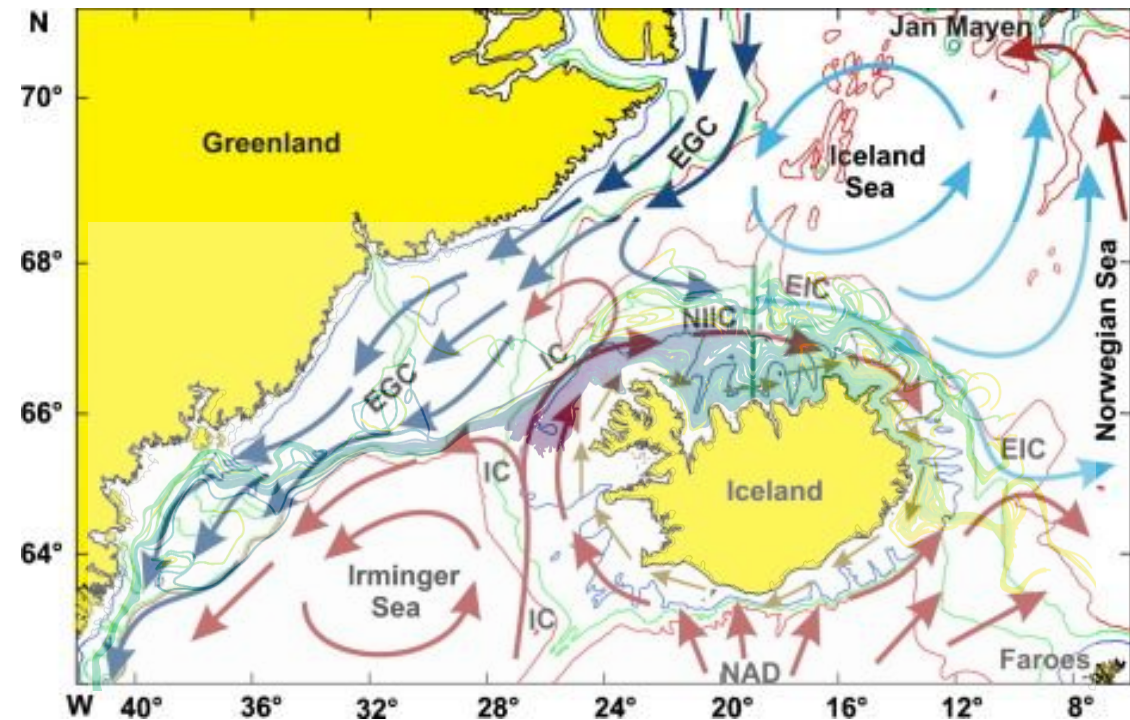 N
Jan Mayen
70°
Greenland
EGC
Iceland
Sea
68°
EIC
NIIC
Norwegian Sea
IC
EGC
66°
EIC
IC
Iceland
64°
Irminger
Sea
IC
NAD
Faroes
W 40° 36° 32° 28° 24° 20° 16° 12° 8°